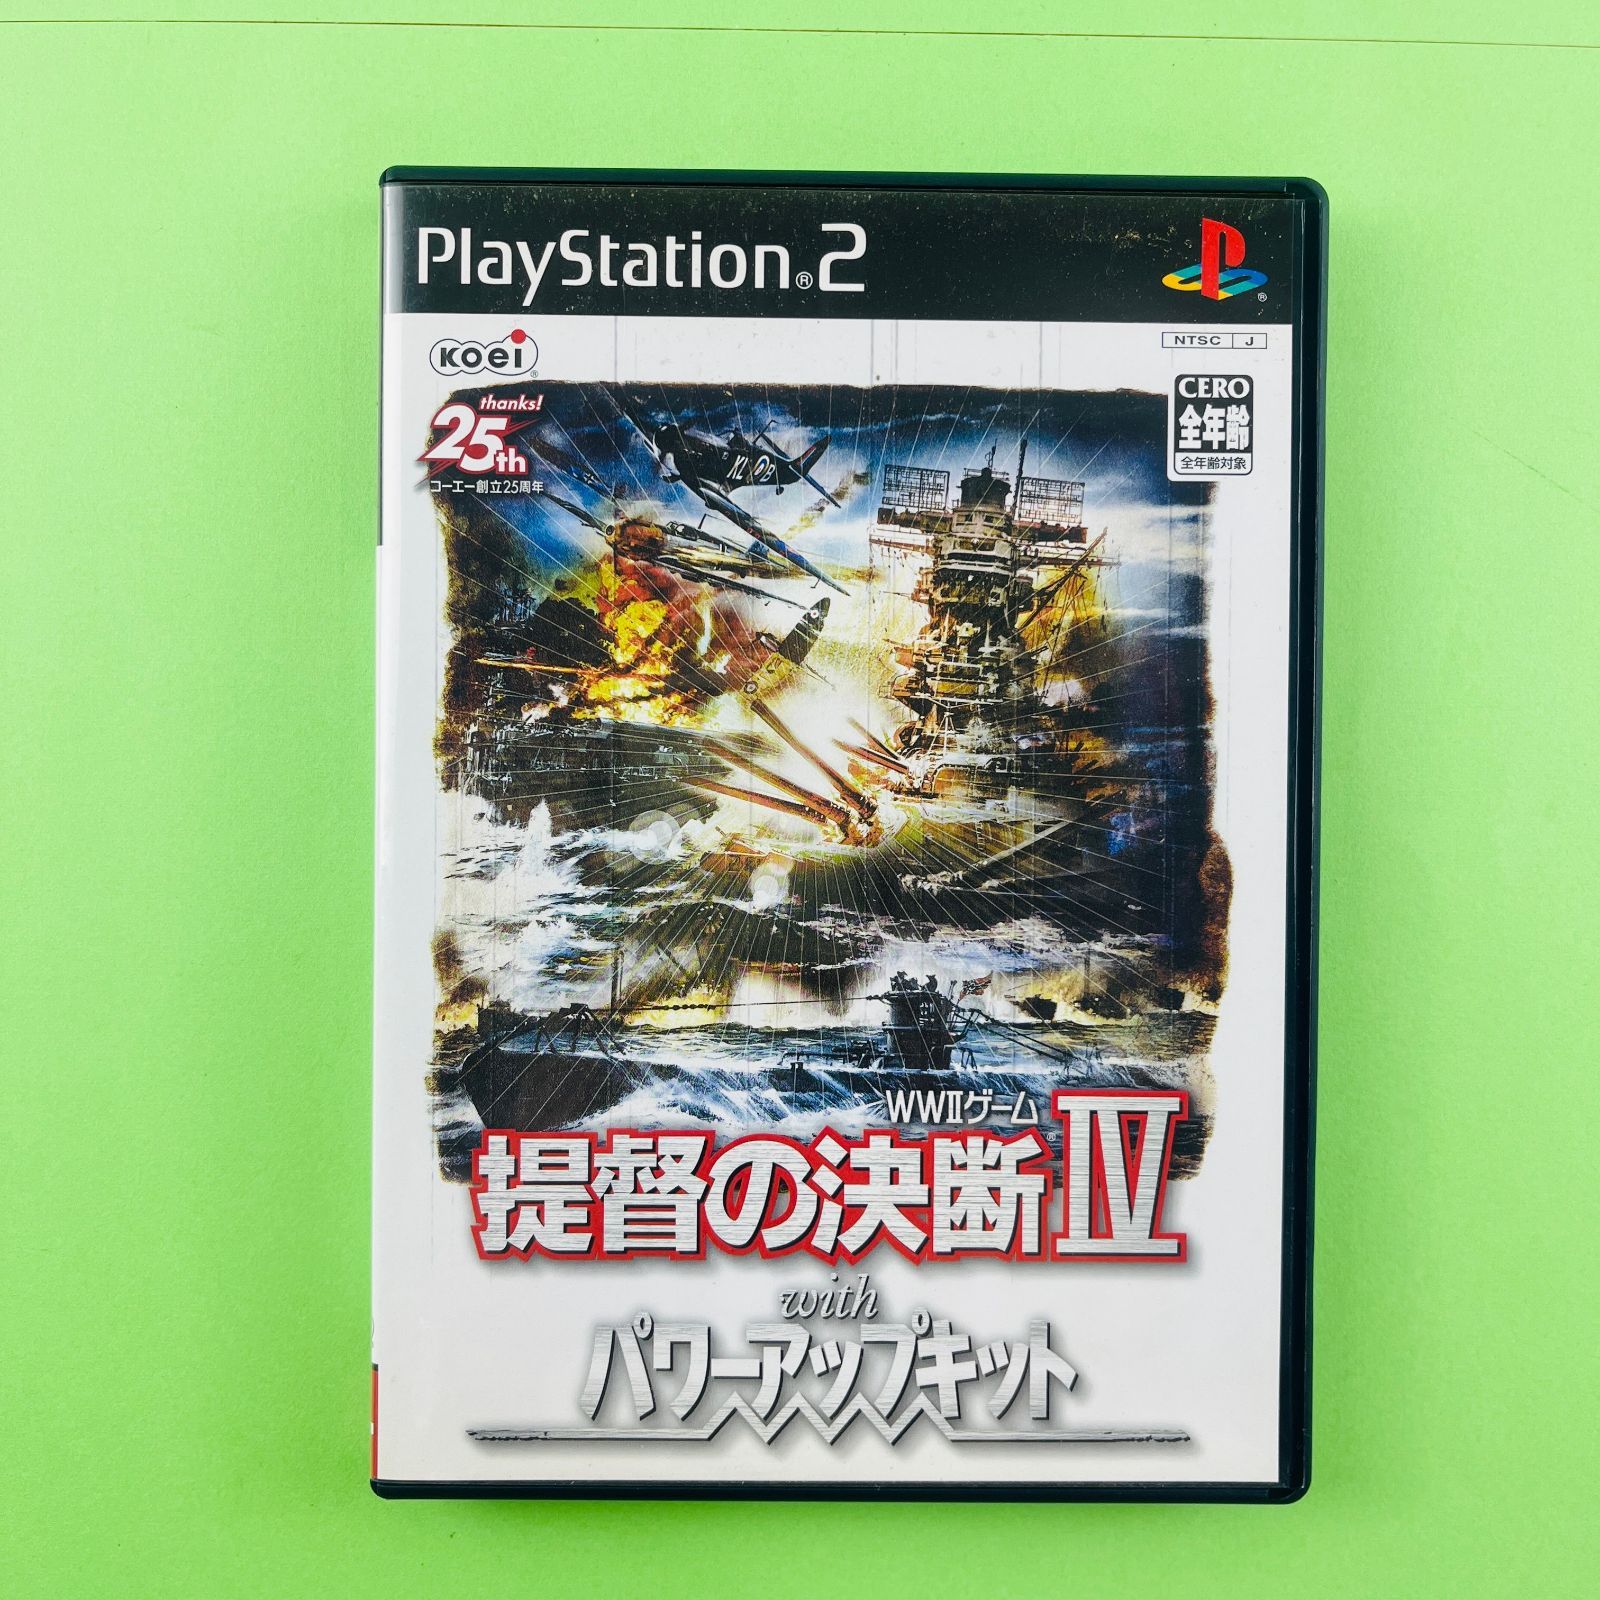 PlayStation®2
NTSC J
KOEI®
thanks!
25th
コーエー創立25周年
CERO
全年齢
全年齢対象
XL B
WWIIゲーム
提督の決断®IV
with
パワーアップキット